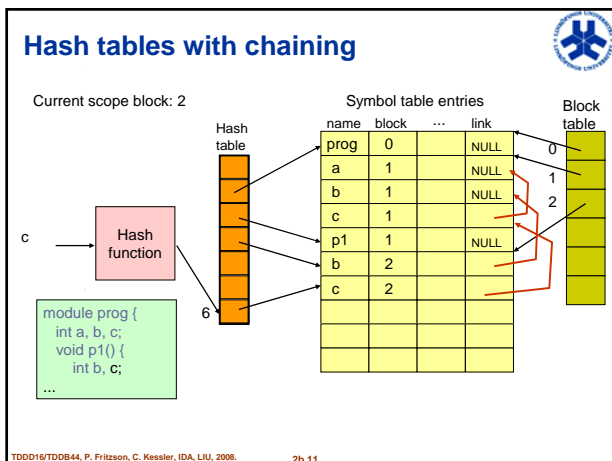 Hash tables with chaining
LINKÖPINGS UNIVERSITET
Current scope block: 2
Symbol table entries
Block
table
Hash
table
name block ... link
prog 0 NULL
a 1 NULL
b 1 NULL
c 1
p1 1 NULL
b 2
c 2
0
1
2
c
Hash
function
6
module prog {
int a, b, c;
void p1() {
int b, c;
...
TDDD16/TDDB44, P. Fritzson, C. Kessler, IDA, LIU, 2008.
2b.11